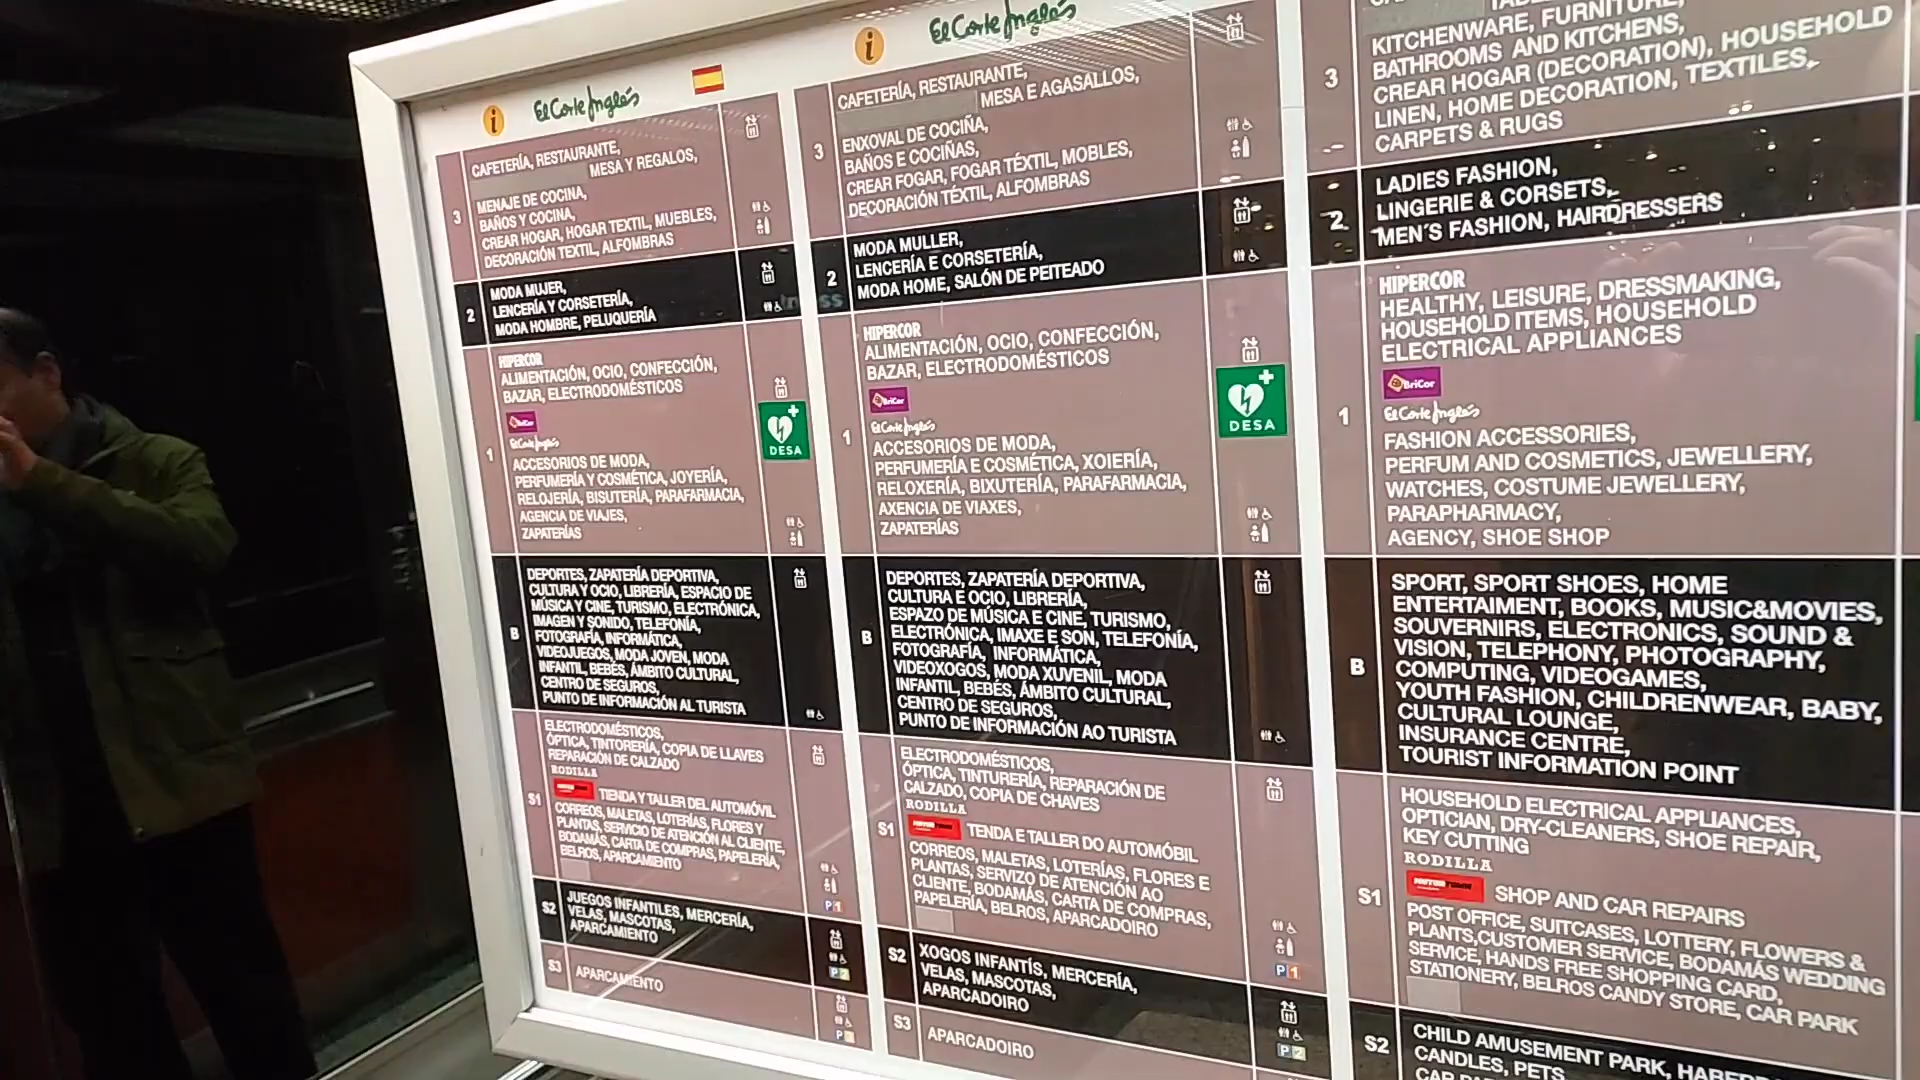 El Corte Inglés
3
CAFETERÍA, RESTAURANTE,
MESA Y REGALOS,
MENAJE DE COCINA,
BAÑOS Y COCINA,
CREAR HOGAR, HOGAR TEXTIL, MUEBLES,
DECORACIÓN TEXTIL, ALFOMBRAS
2
MODA MUJER,
LENCERÍA Y CORSETERÍA,
MODA HOMBRE, PELUQUERÍA
1
HIPERCOR
ALIMENTACIÓN, OCIO, CONFECCIÓN,
BAZAR, ELECTRODOMÉSTICOS
BriCor
El Corte Inglés
ACCESORIOS DE MODA,
PERFUMERÍA Y COSMÉTICA, JOYERÍA,
RELOJERÍA, BISUTERÍA, PARAFARMACIA,
AGENCIA DE VIAJES,
ZAPATERÍAS
DESA
B
DEPORTES, ZAPATERÍA DEPORTIVA,
CULTURA Y OCIO, LIBRERÍA, ESPACIO DE
MÚSICA Y CINE, TURISMO, ELECTRÓNICA,
IMAGEN Y SONIDO, TELEFONÍA,
FOTOGRAFÍA, INFORMÁTICA,
VIDEOJUEGOS, MODA JOVEN, MODA
INFANTIL, BEBÉS, ÁMBITO CULTURAL,
CENTRO DE SEGUROS,
PUNTO DE INFORMACIÓN AL TURISTA
S1
ELECTRODOMÉSTICOS,
ÓPTICA, TINTORERÍA, COPIA DE LLAVES
REPARACIÓN DE CALZADO
RODILLA
TIENDA Y TALLER DEL AUTOMÓVIL
CORREOS, MALETAS, LOTERÍAS, FLORES Y
PLANTAS, SERVICIO DE ATENCIÓN AL CLIENTE,
BODAMÁS, CARTA DE COMPRAS, PAPELERÍA,
BELROS, APARCAMIENTO
P 1
S2
JUEGOS INFANTILES, MERCERÍA,
VELAS, MASCOTAS,
APARCAMIENTO
P 2
S3
APARCAMIENTO
El Corte Inglés
3
CAFETERÍA, RESTAURANTE,
MESA E AGASALLOS,
ENXOVAL DE COCIÑA,
BAÑOS E COCIÑAS,
CREAR FOGAR, FOGAR TÉXTIL, MOBLES,
DECORACIÓN TÉXTIL, ALFOMBRAS
2
MODA MULLER,
LENCERÍA E CORSETERÍA,
MODA HOME, SALÓN DE PEITEADO
1
HIPERCOR
ALIMENTACIÓN, OCIO, CONFECCIÓN,
BAZAR, ELECTRODOMÉSTICOS
BriCor
El Corte Inglés
ACCESORIOS DE MODA,
PERFUMERÍA E COSMÉTICA, XOIERÍA,
RELOXERÍA, BIXUTERÍA, PARAFARMACIA,
AXENCIA DE VIAXES,
ZAPATERÍAS
DESA
B
DEPORTES, ZAPATERÍA DEPORTIVA,
CULTURA E OCIO, LIBRERÍA,
ESPAZO DE MÚSICA E CINE, TURISMO,
ELECTRÓNICA, IMAXE E SON, TELEFONÍA,
FOTOGRAFÍA, INFORMÁTICA,
VIDEOXOGOS, MODA XUVENIL, MODA
INFANTIL, BEBÉS, ÁMBITO CULTURAL,
CENTRO DE SEGUROS,
PUNTO DE INFORMACIÓN AO TURISTA
S1
ELECTRODOMÉSTICOS,
ÓPTICA, TINTURERÍA, REPARACIÓN DE
CALZADO, COPIA DE CHAVES
RODILLA
TENDA E TALLER DO AUTOMÓBIL
CORREOS, MALETAS, LOTERÍAS, FLORES E
PLANTAS, SERVIZO DE ATENCIÓN AO
CLIENTE, BODAMÁS, CARTA DE COMPRAS,
PAPELERÍA, BELROS, APARCADOIRO
P 1
S2
XOGOS INFANTÍS, MERCERÍA,
VELAS, MASCOTAS,
APARCADOIRO
P 2
S3
APARCADOIRO
3
KITCHENWARE, FURNITURE,
BATHROOMS AND KITCHENS,
CREAR HOGAR (DECORATION), HOUSEHOLD
LINEN, HOME DECORATION, TEXTILES,
CARPETS & RUGS
2
LADIES FASHION,
LINGERIE & CORSETS,
MEN´S FASHION, HAIRDRESSERS
1
HIPERCOR
HEALTHY, LEISURE, DRESSMAKING,
HOUSEHOLD ITEMS, HOUSEHOLD
ELECTRICAL APPLIANCES
BriCor
El Corte Inglés
FASHION ACCESSORIES,
PERFUM AND COSMETICS, JEWELLERY,
WATCHES, COSTUME JEWELLERY,
PARAPHARMACY,
AGENCY, SHOE SHOP
B
SPORT, SPORT SHOES, HOME
ENTERTAIMENT, BOOKS, MUSIC&MOVIES,
SOUVERNIRS, ELECTRONICS, SOUND &
VISION, TELEPHONY, PHOTOGRAPHY,
COMPUTING, VIDEOGAMES,
YOUTH FASHION, CHILDRENWEAR, BABY,
CULTURAL LOUNGE,
INSURANCE CENTRE,
TOURIST INFORMATION POINT
S1
HOUSEHOLD ELECTRICAL APPLIANCES,
OPTICIAN, DRY-CLEANERS, SHOE REPAIR,
KEY CUTTING
RODILLA
MOTORTOWN SHOP AND CAR REPAIRS
POST OFFICE, SUITCASES, LOTTERY, FLOWERS &
PLANTS,CUSTOMER SERVICE, BODAMÁS WEDDING
SERVICE, HANDS FREE SHOPPING CARD,
STATIONERY, BELROS CANDY STORE, CAR PARK
S2
CHILD AMUSEMENT PARK,
CANDLES, PETS